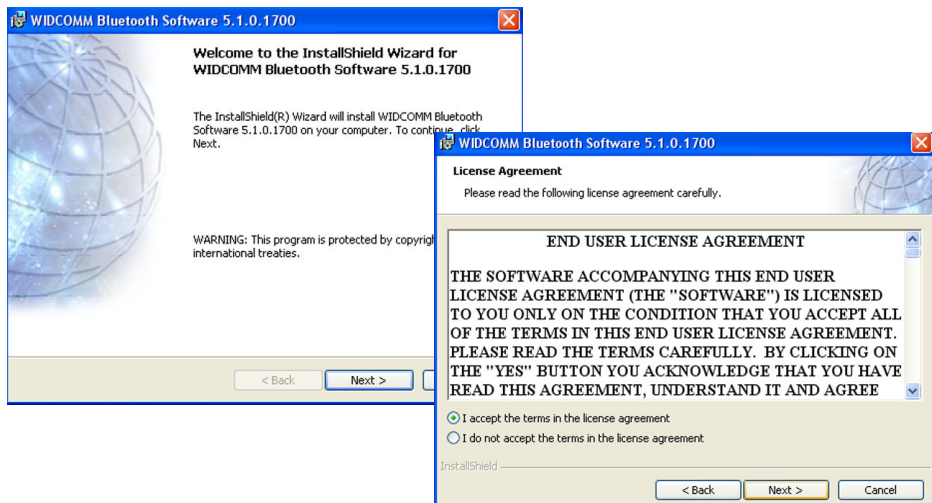 WIDCOMM Bluetooth Software 5.1.0.1700
Welcome to the InstallShield Wizard for
WIDCOMM Bluetooth Software 5.1.0.1700
The InstallShield(R) Wizard will install WIDCOMM Bluetooth
Software 5.1.0.1700 on your computer. To continue, click
Next.
WARNING: This program is protected by
international treaties.
< Back
Next >
WIDCOMM Bluetooth Software 5.1.0.1700
License Agreement
Please read the following license agreement carefully.
END USER LICENSE AGREEMENT
THE SOFTWARE ACCOMPANYING THIS END USER
LICENSE AGREEMENT (THE "SOFTWARE") IS LICENSED
TO YOU ONLY ON THE CONDITION THAT YOU ACCEPT ALL
OF THE TERMS IN THIS END USER LICENSE AGREEMENT.
PLEASE READ THE TERMS CAREFULLY. BY CLICKING ON
THE "YES" BUTTON YOU ACKNOWLEDGE THAT YOU HAVE
READ THIS AGREEMENT, UNDERSTAND IT AND AGREE
I accept the terms in the license agreement
I do not accept the terms in the license agreement
InstallShield
< Back
Next >
Cancel